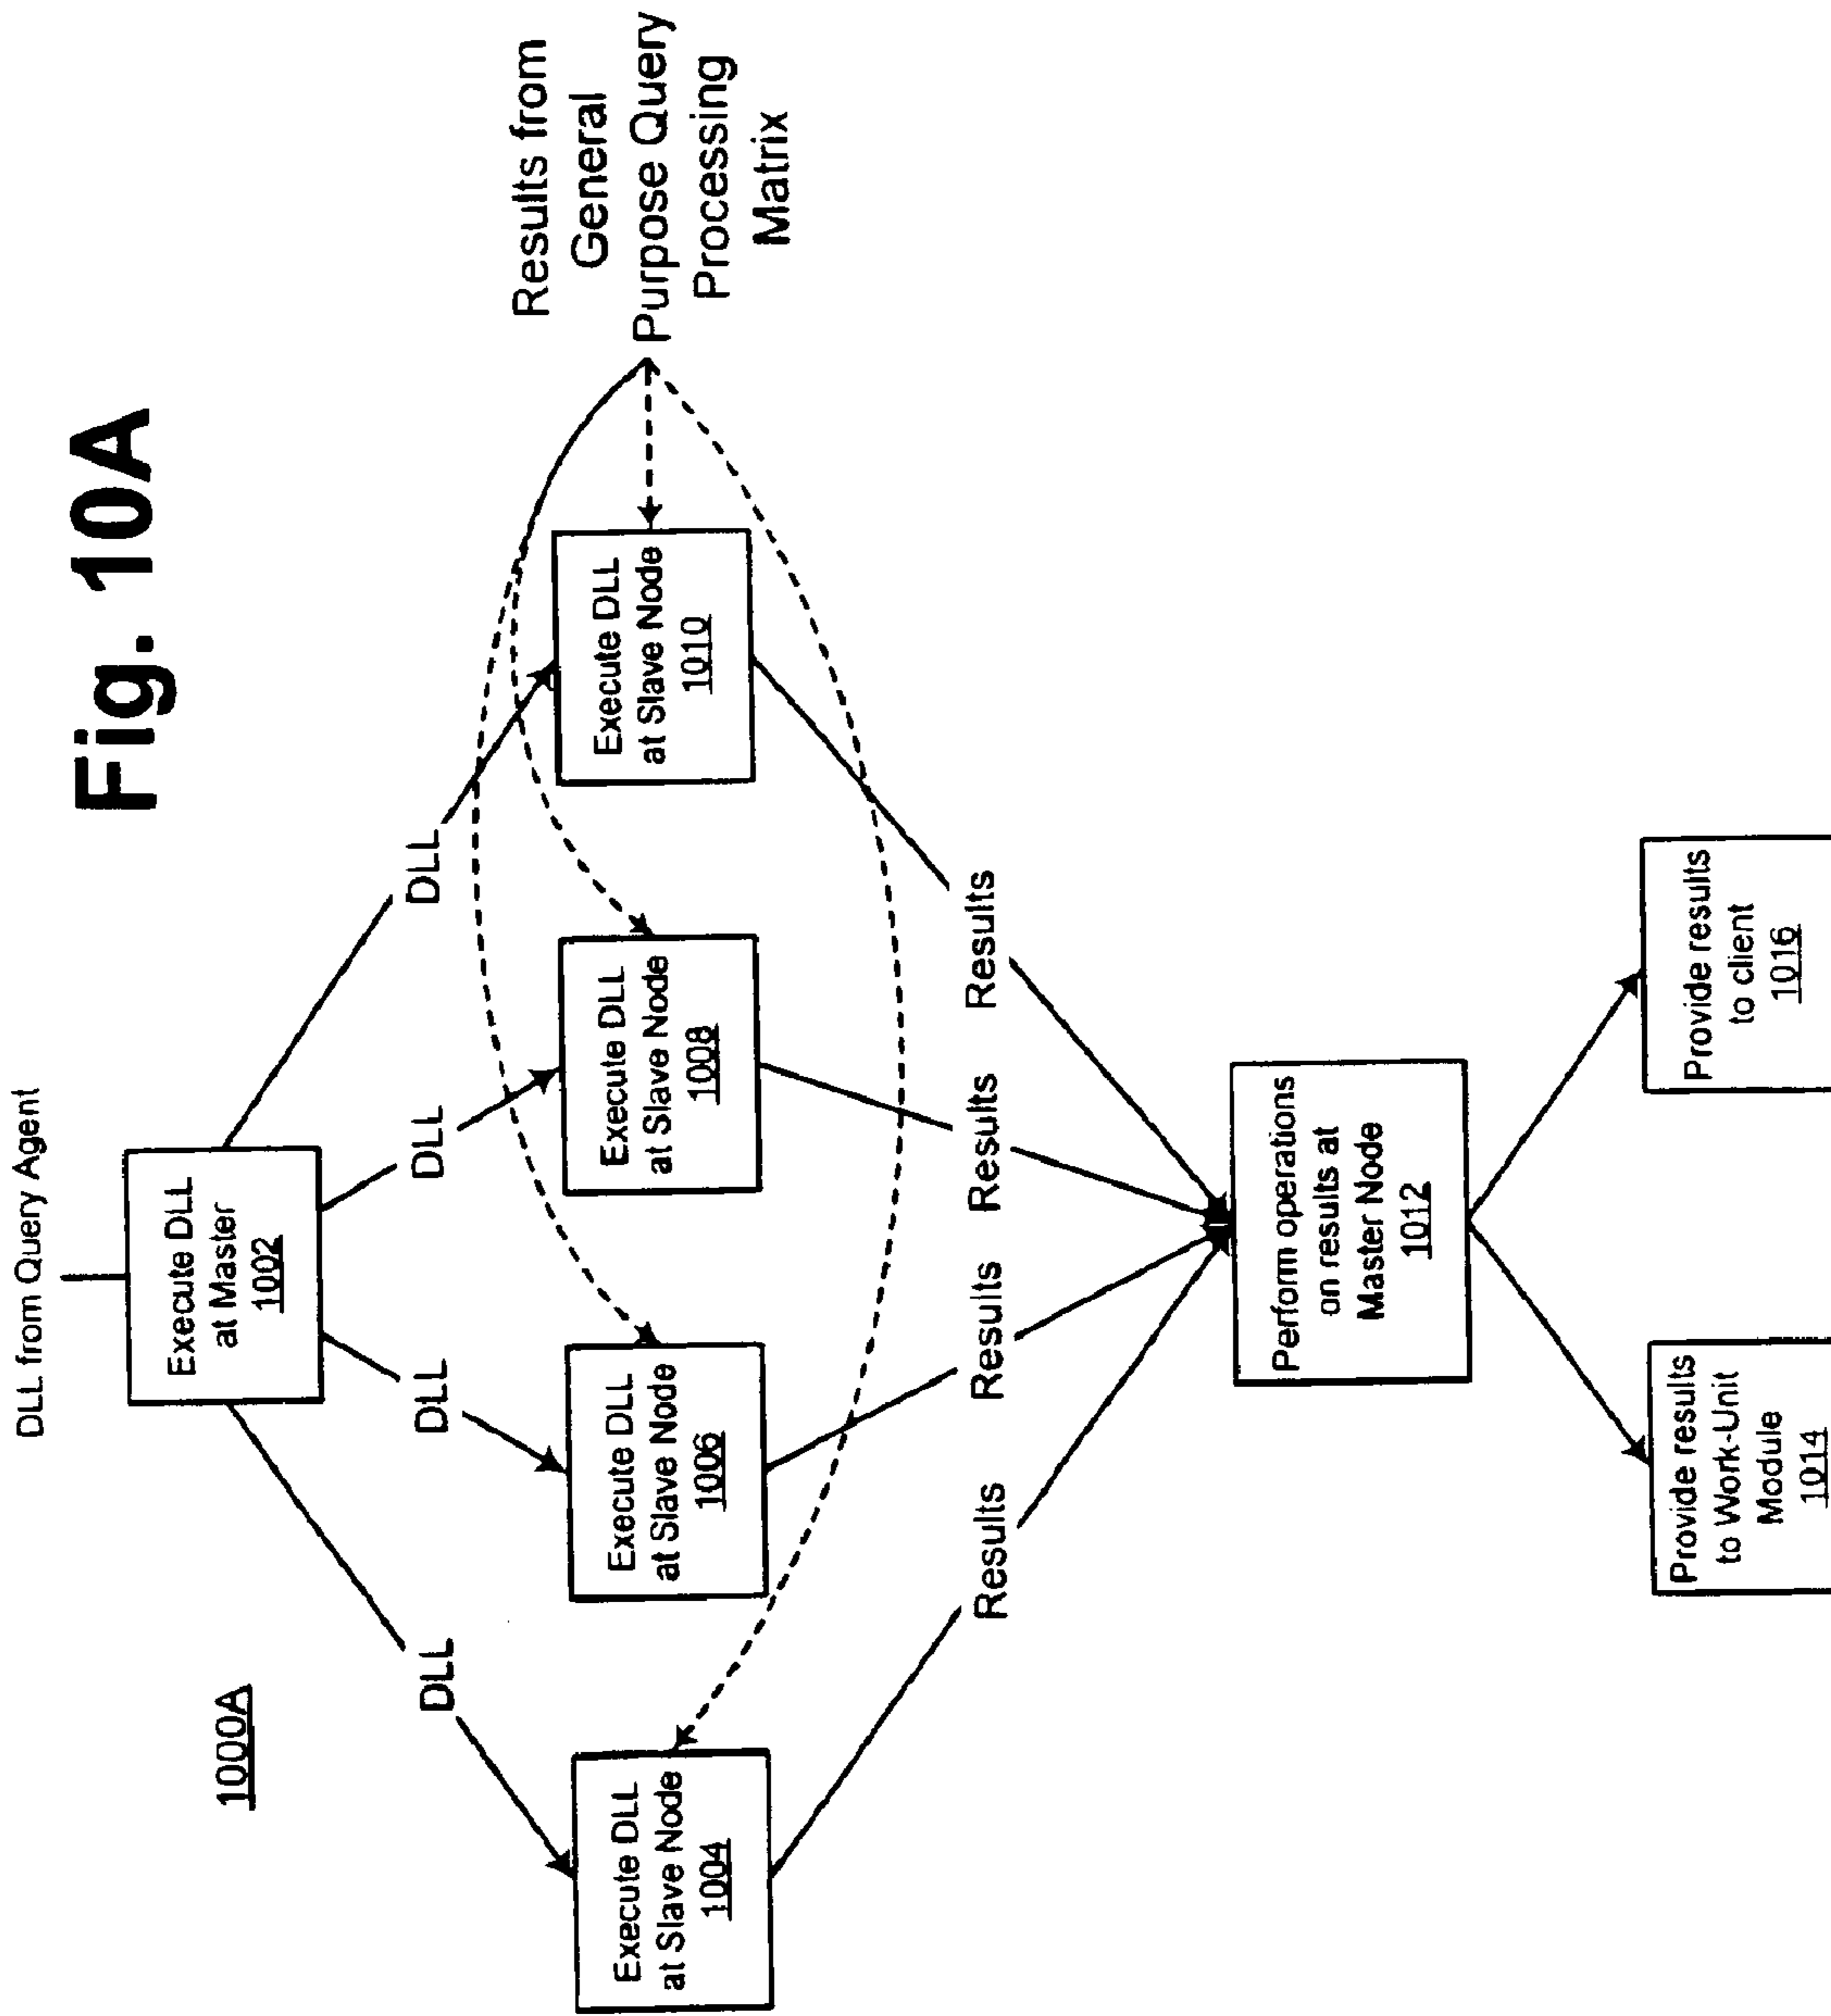 Fig. 10A
DLL from Query Agent
1000A
Execute DLL
at Master
1002
DLL
DLL
DLL
DLL
Results from
General
Purpose Query
Processing
Matrix
Execute DLL
at Slave Node
1004
Execute DLL
at Slave Node
1006
Execute DLL
at Slave Node
1008
Execute DLL
at Slave Node
1010
Results
Results
Results
Results
Perform operations
on results at
Master Node
1012
Provide results
to Work-Unit
Module
1014
Provide results
to client
1016